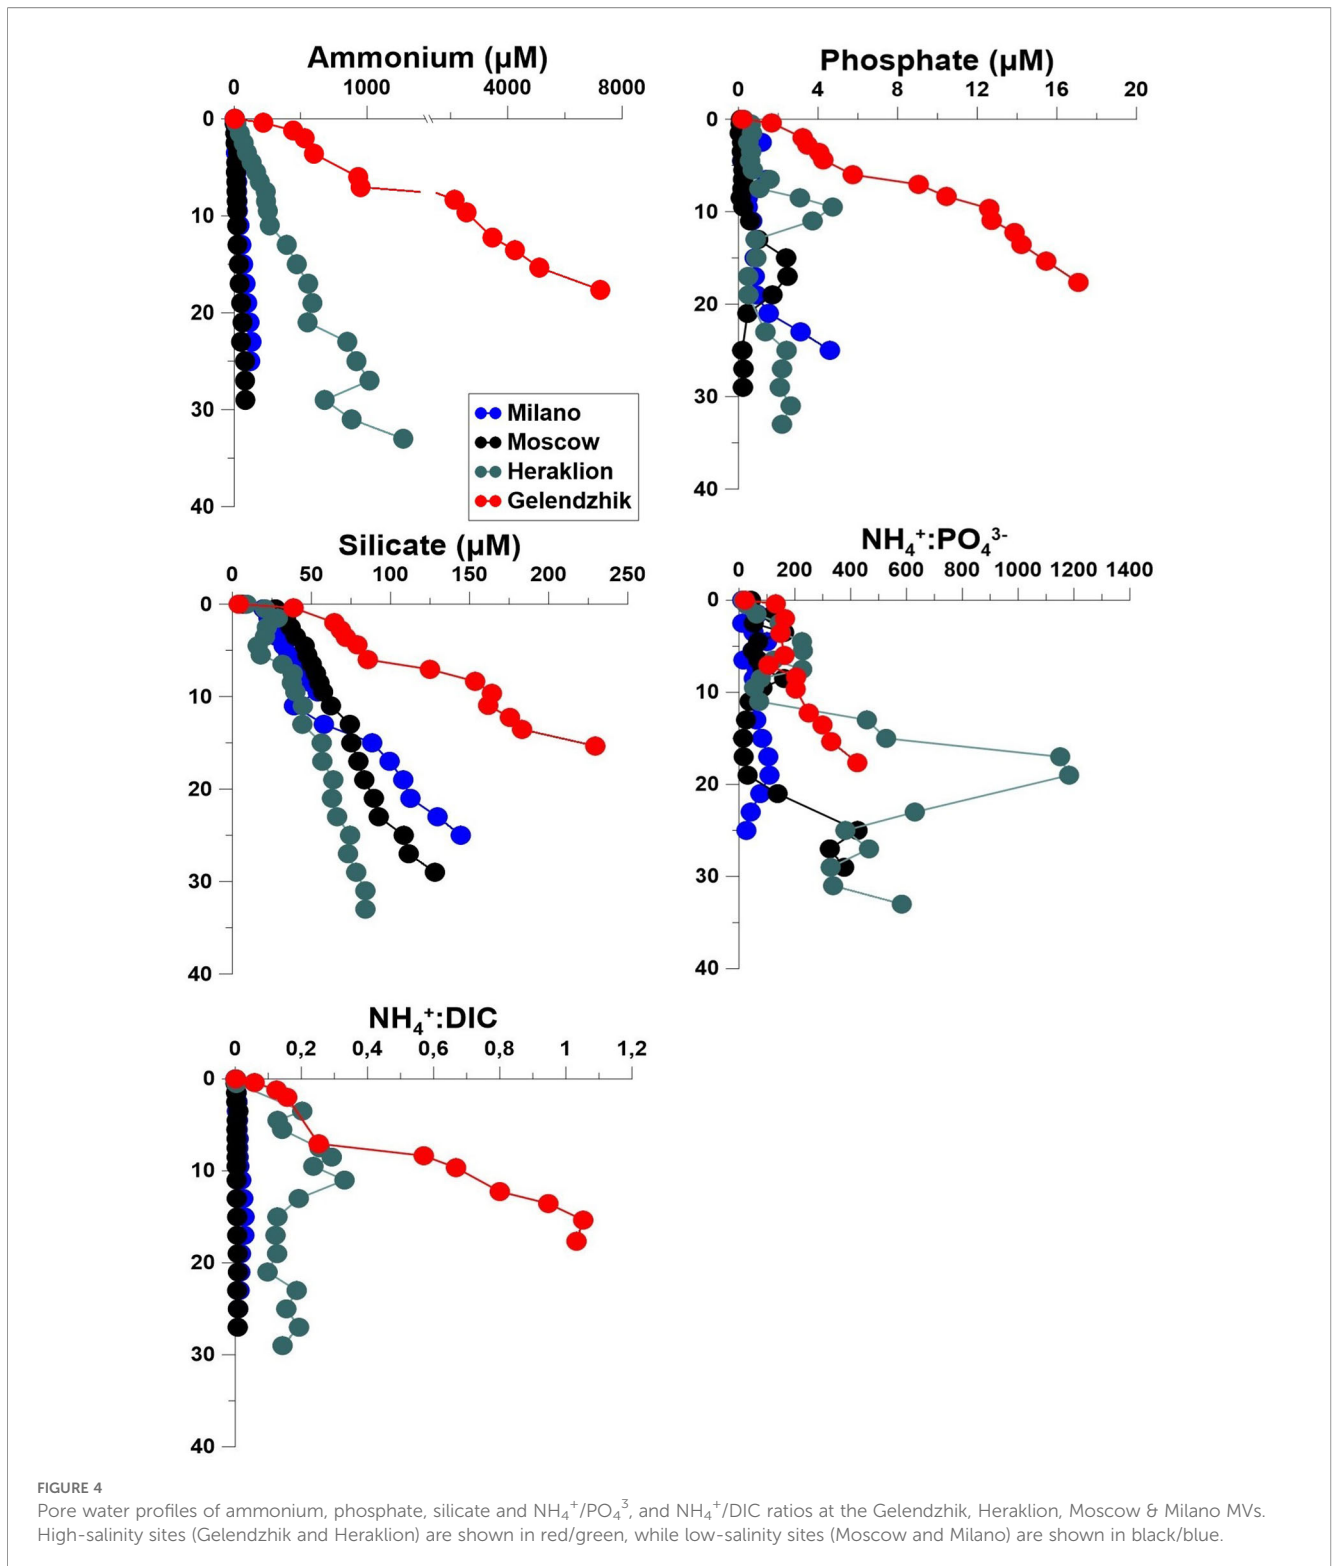 Ammonium (µM)
0 1000 4000 8000
0
10
20
30
40
Milano
Moscow
Heraklion
Gelendzhik
Phosphate (µM)
0 4 8 12 16 20
0
10
20
30
40
Silicate (µM)
0 50 100 150 200 250
0
10
20
30
40
NH₄⁺:PO₄³⁻
0 200 400 600 800 1000 1200 1400
0
10
20
30
40
NH₄⁺:DIC
0 0,2 0,4 0,6 0,8 1 1,2
0
10
20
30
40
FIGURE 4
Pore water profiles of ammonium, phosphate, silicate and NH₄⁺/PO₄³, and NH₄⁺/DIC ratios at the Gelendzhik, Heraklion, Moscow & Milano MVs.
High-salinity sites (Gelendzhik and Heraklion) are shown in red/green, while low-salinity sites (Moscow and Milano) are shown in black/blue.